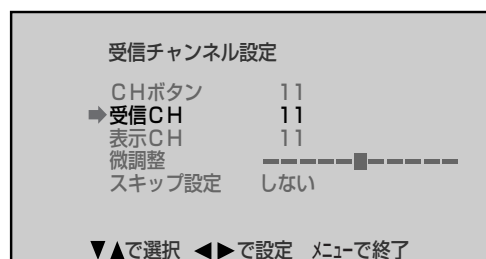 受信チャンネル設定
CHボタン 11
➡受信CH 11
表示CH 11
微調整
スキップ設定 しない
▼▲で選択 ◀▶で設定 メニューで終了